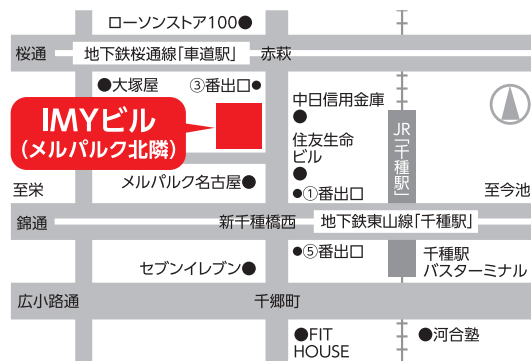 ローソンストア100
桜通
地下鉄桜通線「車道駅」
赤萩
大塚屋
③番出口
IMYビル
(メルパルク北隣)
中日信用金庫
住友生命
ビル
JR「千種駅」
メルパルク名古屋
①番出口
至栄
至今池
錦通
新千種橋西
地下鉄東山線「千種駅」
⑤番出口
千種駅
バスターミナル
セブンイレブン
広小路通
千郷町
FIT
HOUSE
河合塾